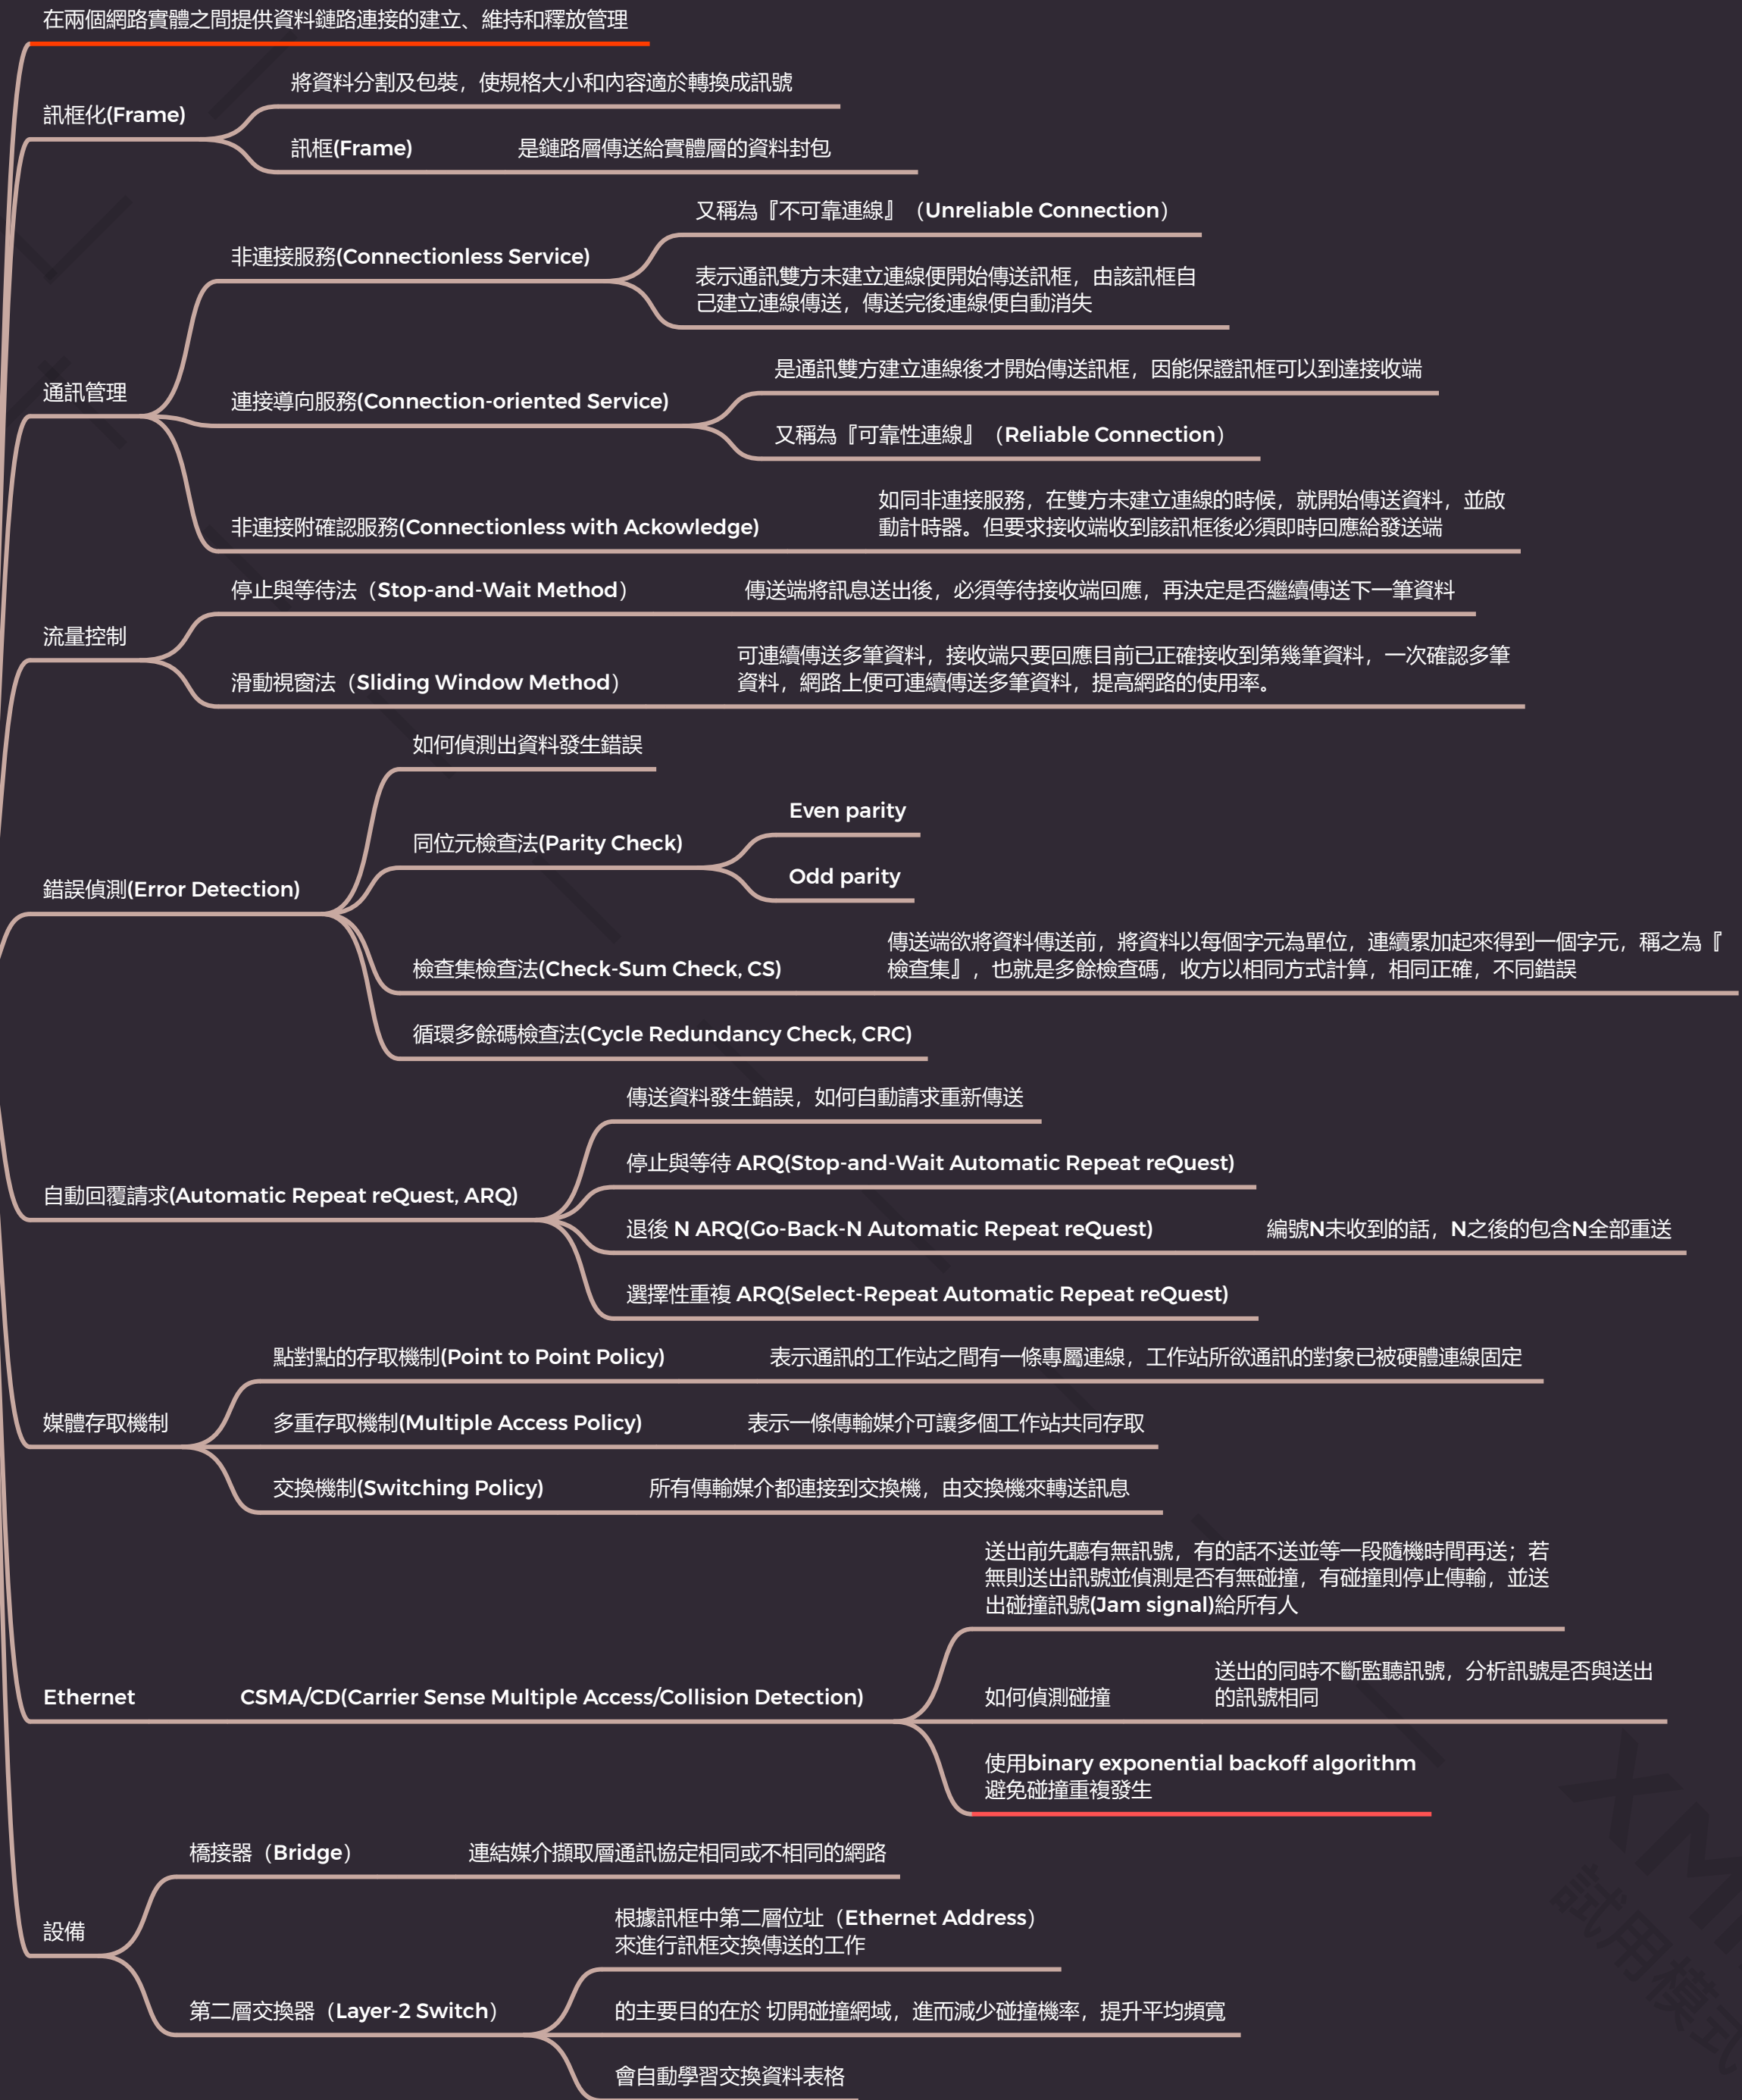 在兩個網路實體之間提供資料鏈路連接的建立、維持和釋放管理
訊框化(Frame)
將資料分割及包裝，使規格大小和內容適於轉換成訊號
訊框(Frame)
是鏈路層傳送給實體層的資料封包
通訊管理
非連接服務(Connectionless Service)
又稱為『不可靠連線』（Unreliable Connection）
表示通訊雙方未建立連線便開始傳送訊框，由該訊框自
己建立連線傳送，傳送完後連線便自動消失
連接導向服務(Connection-oriented Service)
是通訊雙方建立連線後才開始傳送訊框，因能保證訊框可以到達接收端
又稱為『可靠性連線』（Reliable Connection）
非連接附確認服務(Connectionless with Ackowledge)
如同非連接服務，在雙方未建立連線的時候，就開始傳送資料，並啟
動計時器。但要求接收端收到該訊框後必須即時回應給發送端
流量控制
停止與等待法（Stop-and-Wait Method）
傳送端將訊息送出後，必須等待接收端回應，再決定是否繼續傳送下一筆資料
滑動視窗法（Sliding Window Method）
可連續傳送多筆資料，接收端只要回應目前已正確接收到第幾筆資料，一次確認多筆
資料，網路上便可連續傳送多筆資料，提高網路的使用率。
錯誤偵測(Error Detection)
如何偵測出資料發生錯誤
同位元檢查法(Parity Check)
Even parity
Odd parity
檢查集檢查法(Check-Sum Check, CS)
傳送端欲將資料傳送前，將資料以每個字元為單位，連續累加起來得到一個字元，稱之為『
檢查集』，也就是多餘檢查碼，收方以相同方式計算，相同正確，不同錯誤
循環多餘碼檢查法(Cycle Redundancy Check, CRC)
自動回覆請求(Automatic Repeat reQuest, ARQ)
傳送資料發生錯誤，如何自動請求重新傳送
停止與等待 ARQ(Stop-and-Wait Automatic Repeat reQuest)
退後 N ARQ(Go-Back-N Automatic Repeat reQuest)
編號N未收到的話，N之後的包含N全部重送
選擇性重複 ARQ(Select-Repeat Automatic Repeat reQuest)
媒體存取機制
點對點的存取機制(Point to Point Policy)
表示通訊的工作站之間有一條專屬連線，工作站所欲通訊的對象已被硬體連線固定
多重存取機制(Multiple Access Policy)
表示一條傳輸媒介可讓多個工作站共同存取
交換機制(Switching Policy)
所有傳輸媒介都連接到交換機，由交換機來轉送訊息
Ethernet
CSMA/CD(Carrier Sense Multiple Access/Collision Detection)
送出前先聽有無訊號，有的話不送並等一段隨機時間再送；若
無則送出訊號並偵測是否有無碰撞，有碰撞則停止傳輸，並送
出碰撞訊號(Jam signal)給所有人
如何偵測碰撞
送出的同時不斷監聽訊號，分析訊號是否與送出
的訊號相同
使用binary exponential backoff algorithm
避免碰撞重複發生
設備
橋接器（Bridge）
連結媒介擷取層通訊協定相同或不相同的網路
第二層交換器（Layer-2 Switch）
根據訊框中第二層位址（Ethernet Address）
來進行訊框交換傳送的工作
的主要目的在於 切開碰撞網域，進而減少碰撞機率，提升平均頻寬
會自動學習交換資料表格
試用模式